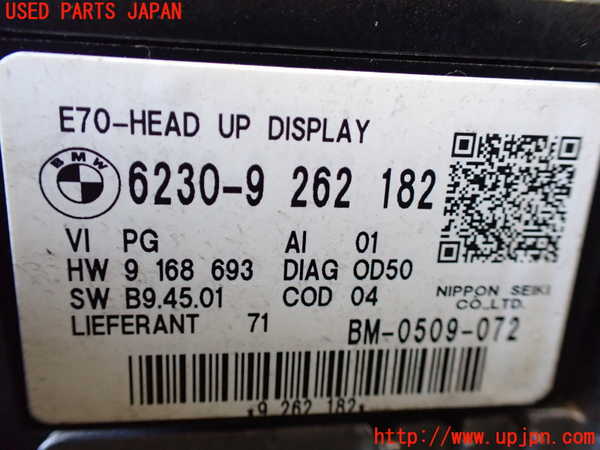 USED PARTS JAPAN
E70-HEAD UP DISPLAY
BMW
6230-9 262 182
VI PG AI 01
HW 9 168 693 DIAG 0D50
SW B9.45.01 COD 04
NIPPON SEIKI
CO.,LTD.
LIEFERANT 71
BM-0509-072
*9 262 182*
http://www.upjpn.com/